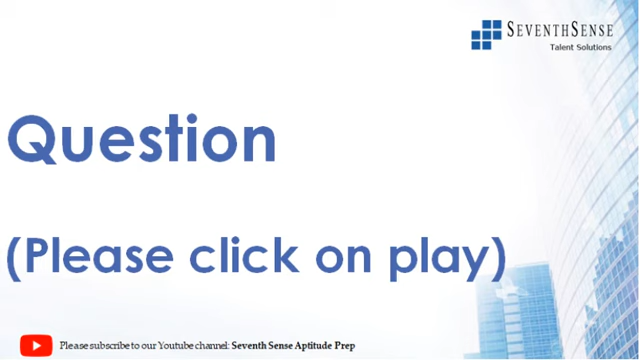 SEVENTHSENSE
Talent Solutions
Question
(Please click on play)
Please subscribe to our Youtube channel: Seventh Sense Aptitude Prep